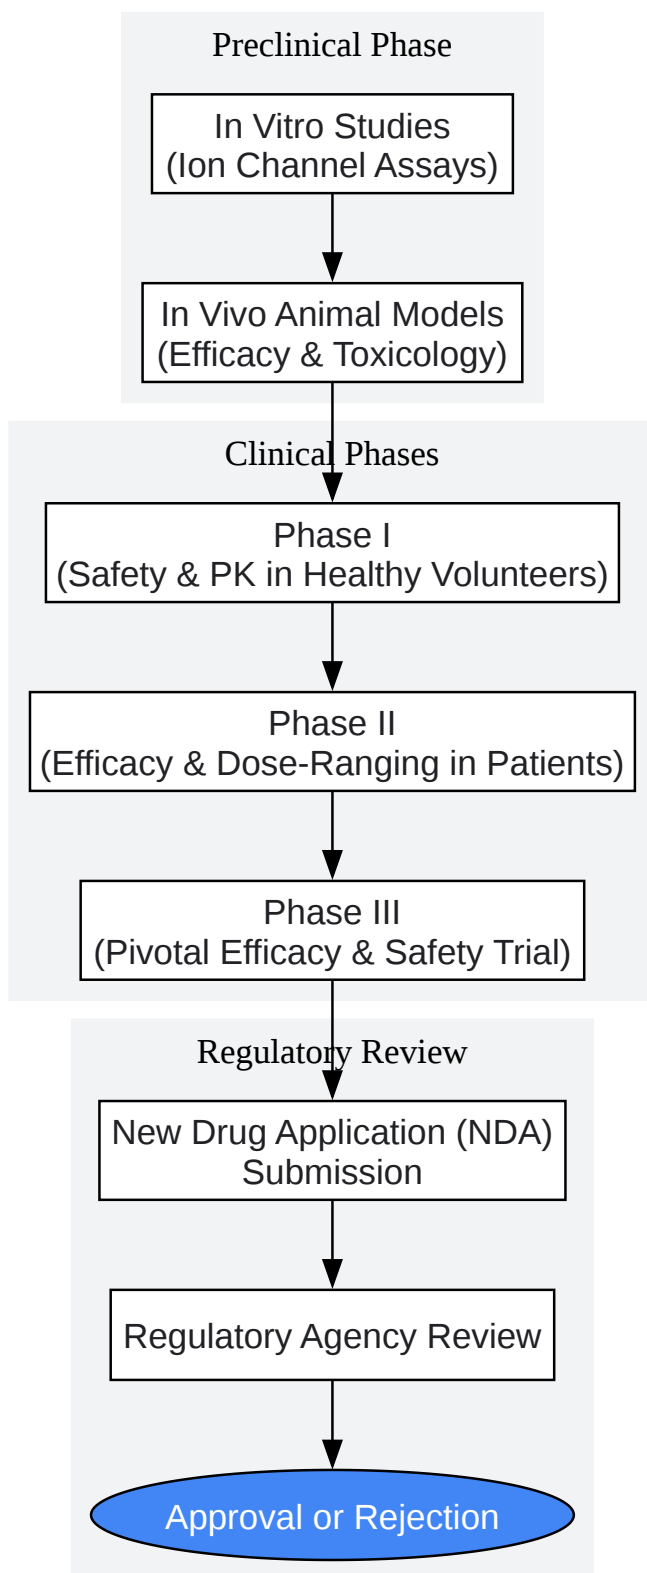 Preclinical Phase
In Vitro Studies
(Ion Channel Assays)
In Vivo Animal Models
(Efficacy & Toxicology)
Clinical Phases
Phase I
(Safety & PK in Healthy Volunteers)
Phase II
(Efficacy & Dose-Ranging in Patients)
Phase III
(Pivotal Efficacy & Safety Trial)
Regulatory Review
New Drug Application (NDA)
Submission
Regulatory Agency Review
Approval or Rejection